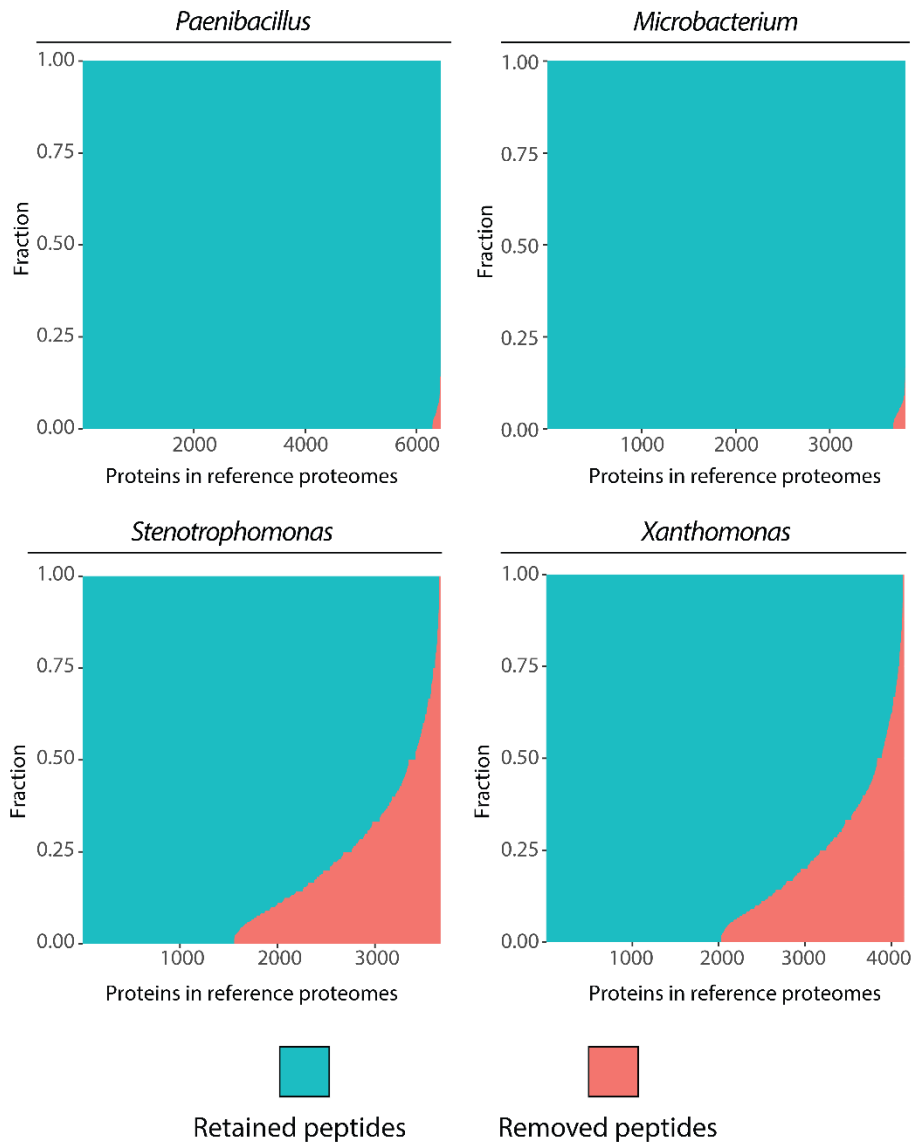 Paenibacillus
Microbacterium
1.00
0.75
0.50
0.25
0.00
Fraction
2000 4000 6000
Proteins in reference proteomes
1.00
0.75
0.50
0.25
0.00
Fraction
1000 2000 3000
Proteins in reference proteomes
Stenotrophomonas
Xanthomonas
1.00
0.75
0.50
0.25
0.00
Fraction
1000 2000 3000
Proteins in reference proteomes
1.00
0.75
0.50
0.25
0.00
Fraction
1000 2000 3000 4000
Proteins in reference proteomes
Retained peptides
Removed peptides